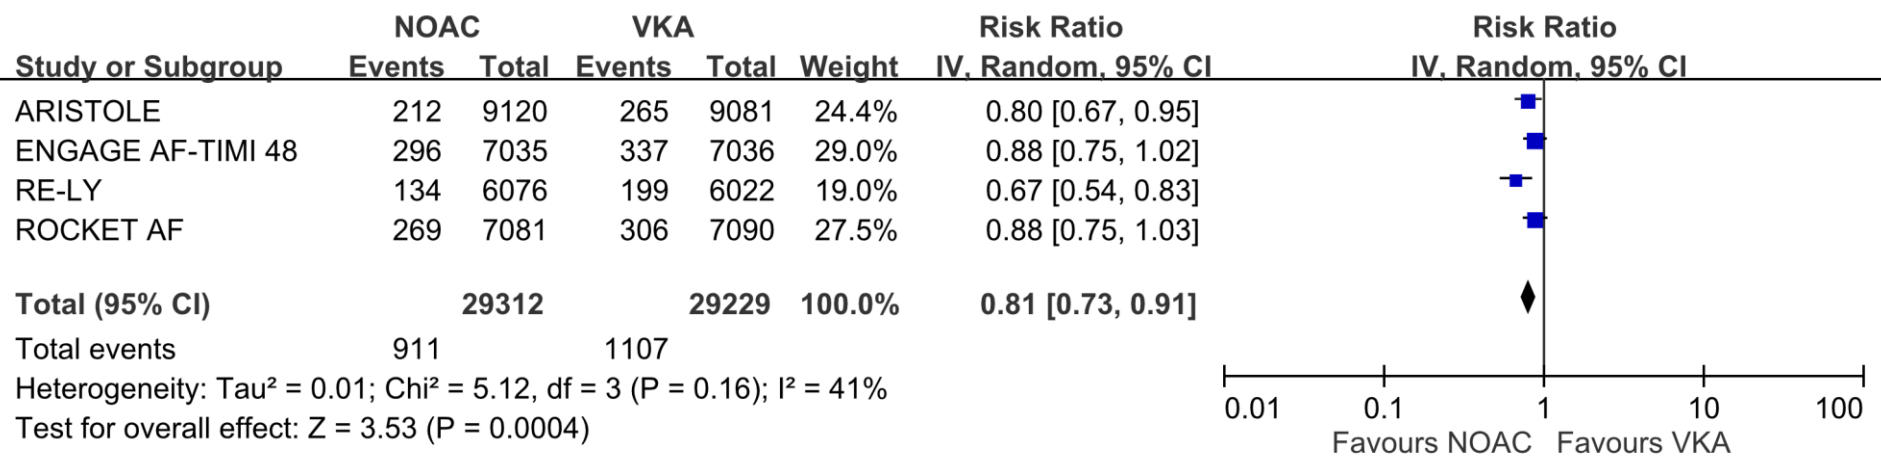 NOAC VKA Risk Ratio Risk Ratio
Study or Subgroup Events Total Events Total Weight IV, Random, 95% CI IV, Random, 95% CI
ARISTOLE 212 9120 265 9081 24.4% 0.80 [0.67, 0.95]
ENGAGE AF-TIMI 48 296 7035 337 7036 29.0% 0.88 [0.75, 1.02]
RE-LY 134 6076 199 6022 19.0% 0.67 [0.54, 0.83]
ROCKET AF 269 7081 306 7090 27.5% 0.88 [0.75, 1.03]
Total (95% CI) 29312 29229 100.0% 0.81 [0.73, 0.91]
Total events 911 1107
Heterogeneity: Tau² = 0.01; Chi² = 5.12, df = 3 (P = 0.16); I² = 41%
Test for overall effect: Z = 3.53 (P = 0.0004)
0.01 0.1 1 10 100
Favours NOAC Favours VKA